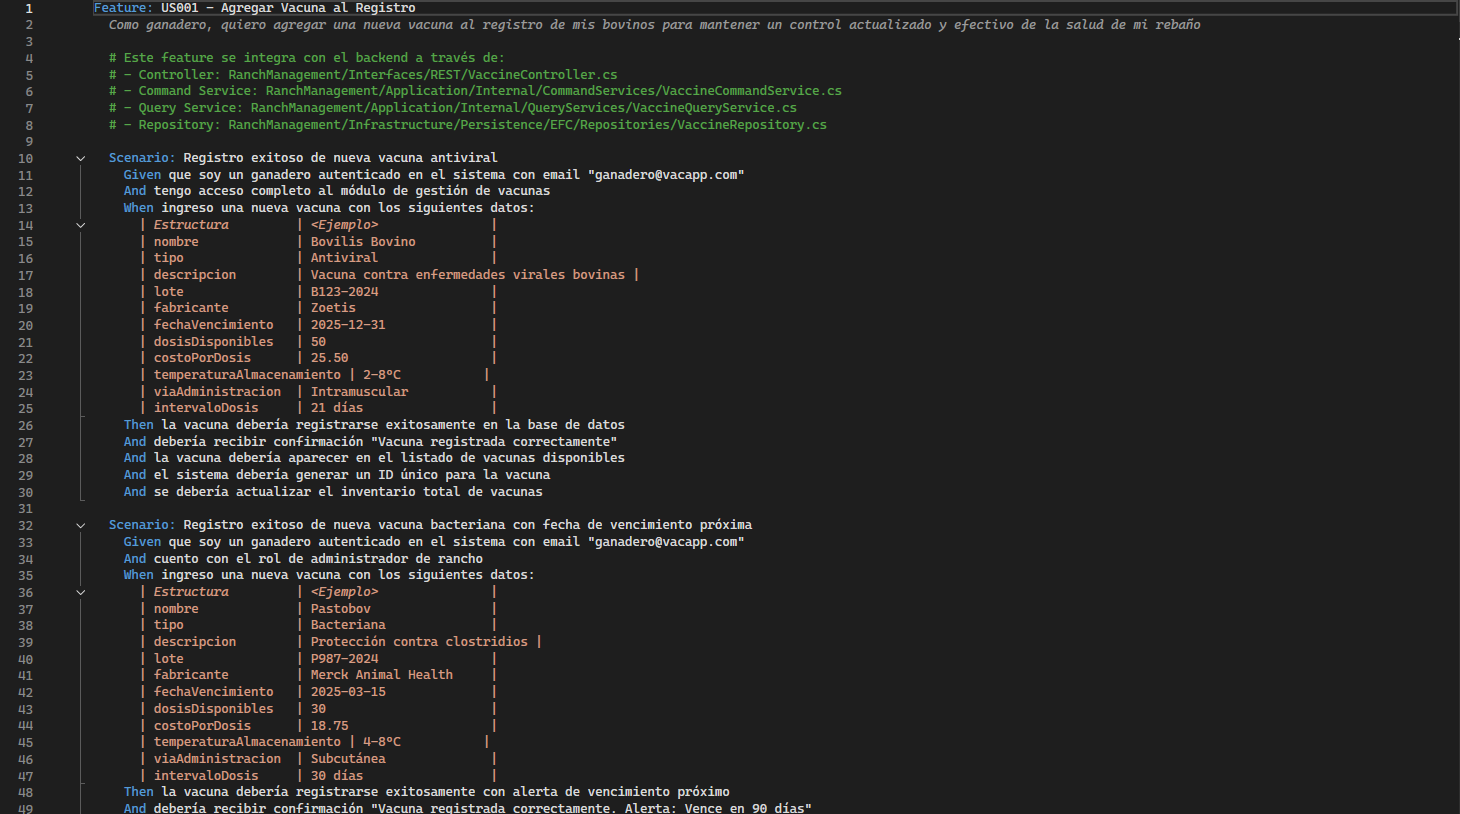 1 Feature: US001 - Agregar Vacuna al Registro
2 Como ganadero, quiero agregar una nueva vacuna al registro de mis bovinos para mantener un control actualizado y efectivo de la salud de mi rebaño
3
4 # Este feature se integra con el backend a través de:
5 # - Controller: RanchManagement/Interfaces/REST/VaccineController.cs
6 # - Command Service: RanchManagement/Application/Internal/CommandServices/VaccineCommandService.cs
7 # - Query Service: RanchManagement/Application/Internal/QueryServices/VaccineQueryService.cs
8 # - Repository: RanchManagement/Infrastructure/Persistence/EFC/Repositories/VaccineRepository.cs
9
10 Scenario: Registro exitoso de nueva vacuna antiviral
11 Given que soy un ganadero autenticado en el sistema con email "ganadero@vacapp.com"
12 And tengo acceso completo al módulo de gestión de vacunas
13 When ingreso una nueva vacuna con los siguientes datos:
14 | Estructura | <Ejemplo> |
15 | nombre | Bovilis Bovino |
16 | tipo | Antiviral |
17 | descripcion | Vacuna contra enfermedades virales bovinas |
18 | lote | B123-2024 |
19 | fabricante | Zoetis |
20 | fechaVencimiento | 2025-12-31 |
21 | dosisDisponibles | 50 |
22 | costoPorDosis | 25.50 |
23 | temperaturaAlmacenamiento | 2-8°C |
24 | viaAdministracion | Intramuscular |
25 | intervaloDosis | 21 días |
26 Then la vacuna debería registrarse exitosamente en la base de datos
27 And debería recibir confirmación "Vacuna registrada correctamente"
28 And la vacuna debería aparecer en el listado de vacunas disponibles
29 And el sistema debería generar un ID único para la vacuna
30 And se debería actualizar el inventario total de vacunas
31
32 Scenario: Registro exitoso de nueva vacuna bacteriana con fecha de vencimiento próxima
33 Given que soy un ganadero autenticado en el sistema con email "ganadero@vacapp.com"
34 And cuento con el rol de administrador de rancho
35 When ingreso una nueva vacuna con los siguientes datos:
36 | Estructura | <Ejemplo> |
37 | nombre | Pastobov |
38 | tipo | Bacteriana |
39 | descripcion | Protección contra clostridios |
40 | lote | P987-2024 |
41 | fabricante | Merck Animal Health |
42 | fechaVencimiento | 2025-03-15 |
43 | dosisDisponibles | 30 |
44 | costoPorDosis | 18.75 |
45 | temperaturaAlmacenamiento | 4-8°C |
46 | viaAdministracion | Subcutánea |
47 | intervaloDosis | 30 días |
48 Then la vacuna debería registrarse exitosamente con alerta de vencimiento próximo
49 And debería recibir confirmación "Vacuna registrada correctamente. Alerta: Vence en 90 días"